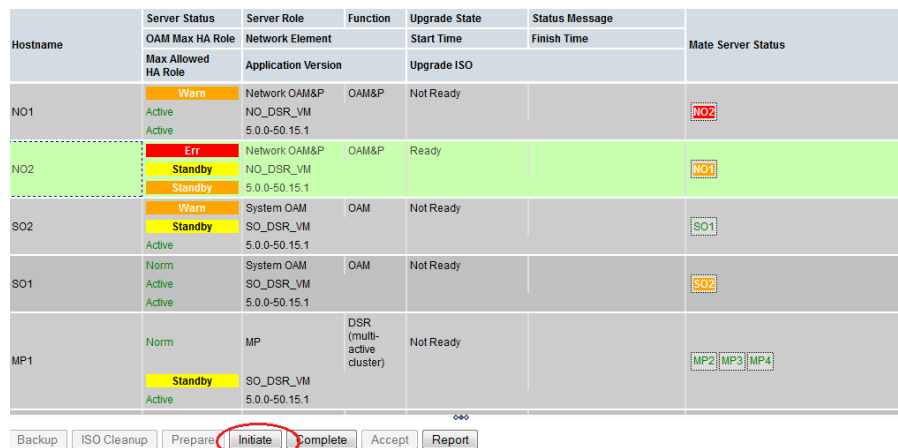 Hostname Server Status Server Role Function Upgrade State Status Message Mate Server Status
OAM Max HA Role Network Element Start Time Finish Time
Max Allowed HA Role Application Version Upgrade ISO
NO1 Warn Network OAM&P OAM&P Not Ready NO2
Active NO_DSR_VM
Active 5.0.0-50.15.1
NO2 Err Network OAM&P OAM&P Ready NO1
Standby NO_DSR_VM
Standby 5.0.0-50.15.1
SO2 Warn System OAM OAM Not Ready SO1
Standby SO_DSR_VM
Active 5.0.0-50.15.1
SO1 Norm System OAM OAM Not Ready SO2
Active SO_DSR_VM
Active 5.0.0-50.15.1
MP1 Norm MP DSR (multi-active cluster) Not Ready MP2 MP3 MP4
Standby SO_DSR_VM
Active 5.0.0-50.15.1
Backup ISO Cleanup Prepare Initiate Complete Accept Report